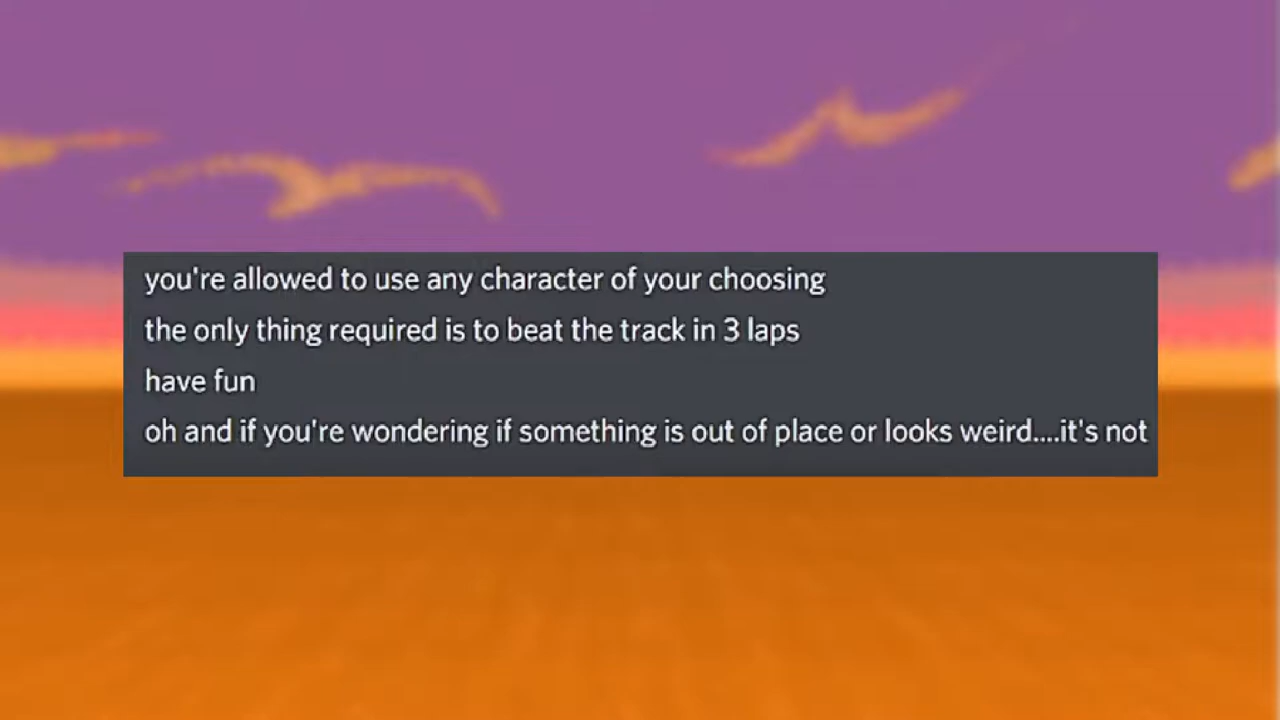 you're allowed to use any character of your choosing
the only thing required is to beat the track in 3 laps
have fun
oh and if you're wondering if something is out of place or looks weird....it's not